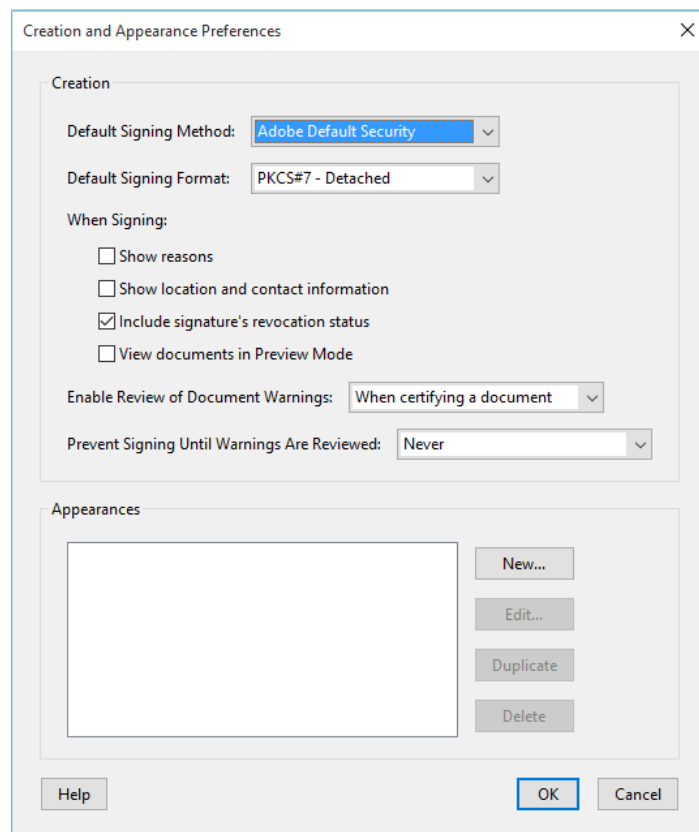 Creation and Appearance Preferences
Creation
Default Signing Method: Adobe Default Security
Default Signing Format: PKCS#7 - Detached
When Signing:
Show reasons
Show location and contact information
Include signature's revocation status
View documents in Preview Mode
Enable Review of Document Warnings: When certifying a document
Prevent Signing Until Warnings Are Reviewed: Never
Appearances
New...
Edit...
Duplicate
Delete
Help OK Cancel